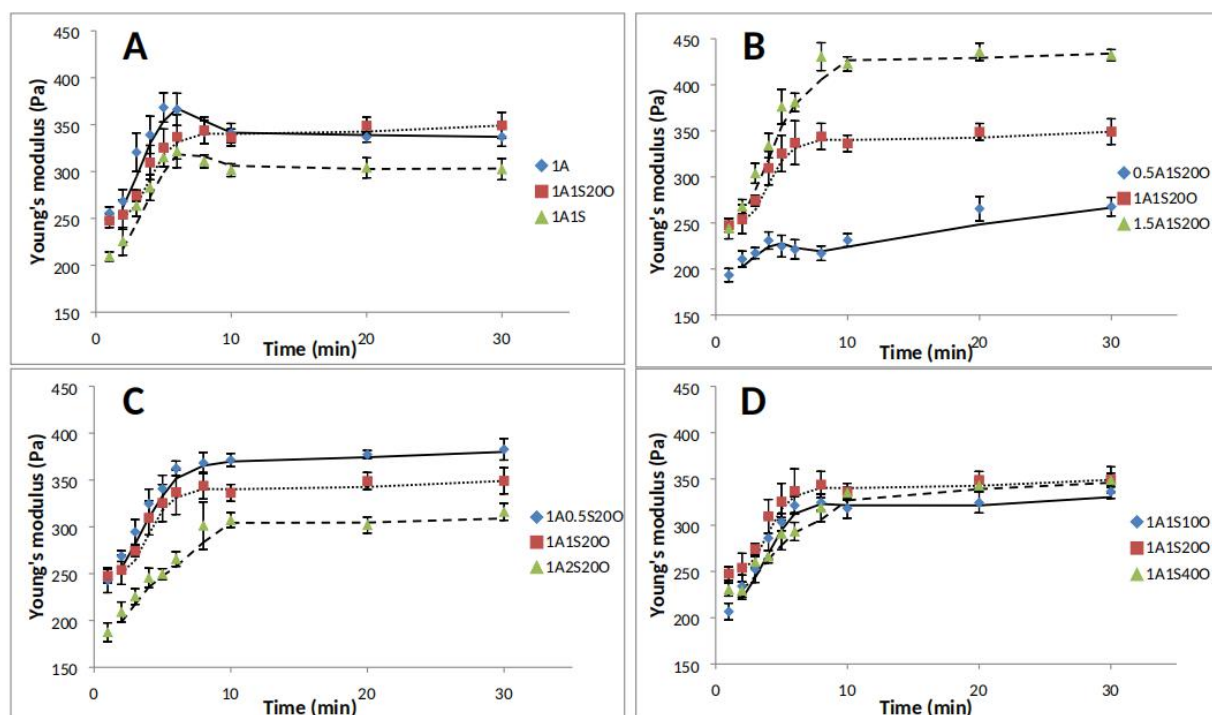 A
Young's modulus (Pa)
450
400
350
300
250
200
150
0
10
20
30
Time (min)
1A
1A1S20O
1A1S
B
Young's modulus (Pa)
450
400
350
300
250
200
150
0
10
20
30
Time (min)
0.5A1S20O
1A1S20O
1.5A1S20O
C
Young's modulus (Pa)
450
400
350
300
250
200
150
0
10
20
30
Time (min)
1A0.5S20O
1A1S20O
1A2S20O
D
Young's modulus (Pa)
450
400
350
300
250
200
150
0
10
20
30
Time (min)
1A1S10O
1A1S20O
1A1S40O